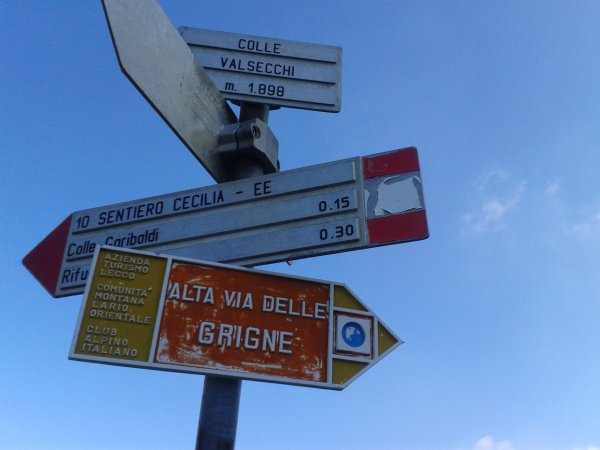 COLLE
VALSECCHI
m. 1.898
10 SENTIERO CECILIA - EE
Colle Garibaldi 0.15
0.30
AZIENDA
TURISMO
LECCO
COMUNITA'
MONTANA
LARIO
ORIENTALE
CLUB
ALPINO
ITALIANO
ALTA VIA DELLE
GRIGNE